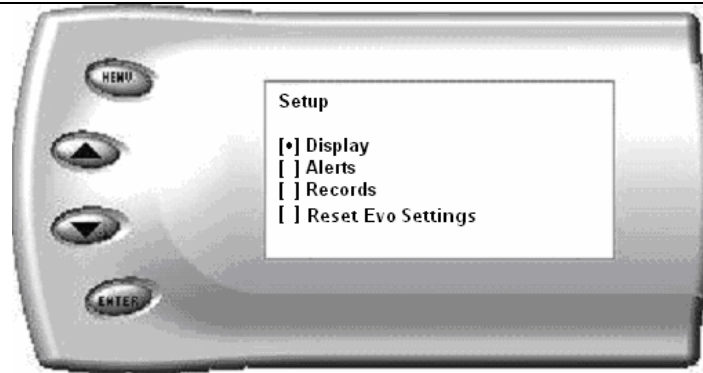 MENU
Setup
[•] Display
[ ] Alerts
[ ] Records
[ ] Reset Evo Settings
ENTER